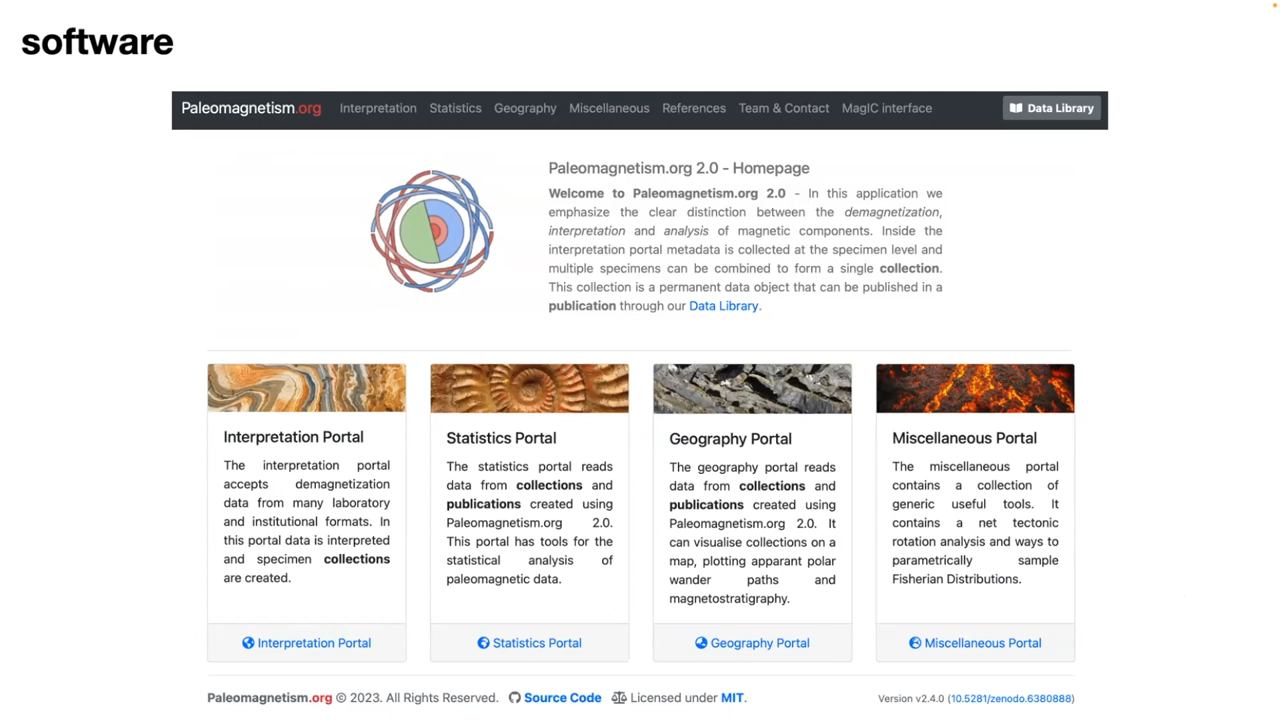 software
Paleomagnetism.org Interpretation Statistics Geography Miscellaneous References Team & Contact MagIC interface Data Library
Paleomagnetism.org 2.0 - Homepage
Welcome to Paleomagnetism.org 2.0 - In this application we
emphasize the clear distinction between the demagnetization,
interpretation and analysis of magnetic components. Inside the
interpretation portal metadata is collected at the specimen level and
multiple specimens can be combined to form a single collection.
This collection is a permanent data object that can be published in a
publication through our Data Library.
Interpretation Portal
The interpretation portal
accepts demagnetization
data from many laboratory
and institutional formats. In
this portal data is interpreted
and specimen collections
are created.
Interpretation Portal
Statistics Portal
The statistics portal reads
data from collections and
publications created using
Paleomagnetism.org 2.0.
This portal has tools for the
statistical analysis of
paleomagnetic data.
Statistics Portal
Geography Portal
The geography portal reads
data from collections and
publications created using
Paleomagnetism.org 2.0. It
can visualise collections on a
map, plotting apparant polar
wander paths and
magnetostratigraphy.
Geography Portal
Miscellaneous Portal
The miscellaneous portal
contains a collection of
generic useful tools. It
contains a net tectonic
rotation analysis and ways to
parametrically sample
Fisherian Distributions.
Miscellaneous Portal
Paleomagnetism.org © 2023. All Rights Reserved. Source Code Licensed under MIT. Version v2.4.0 (10.5281/zenodo.6380888)